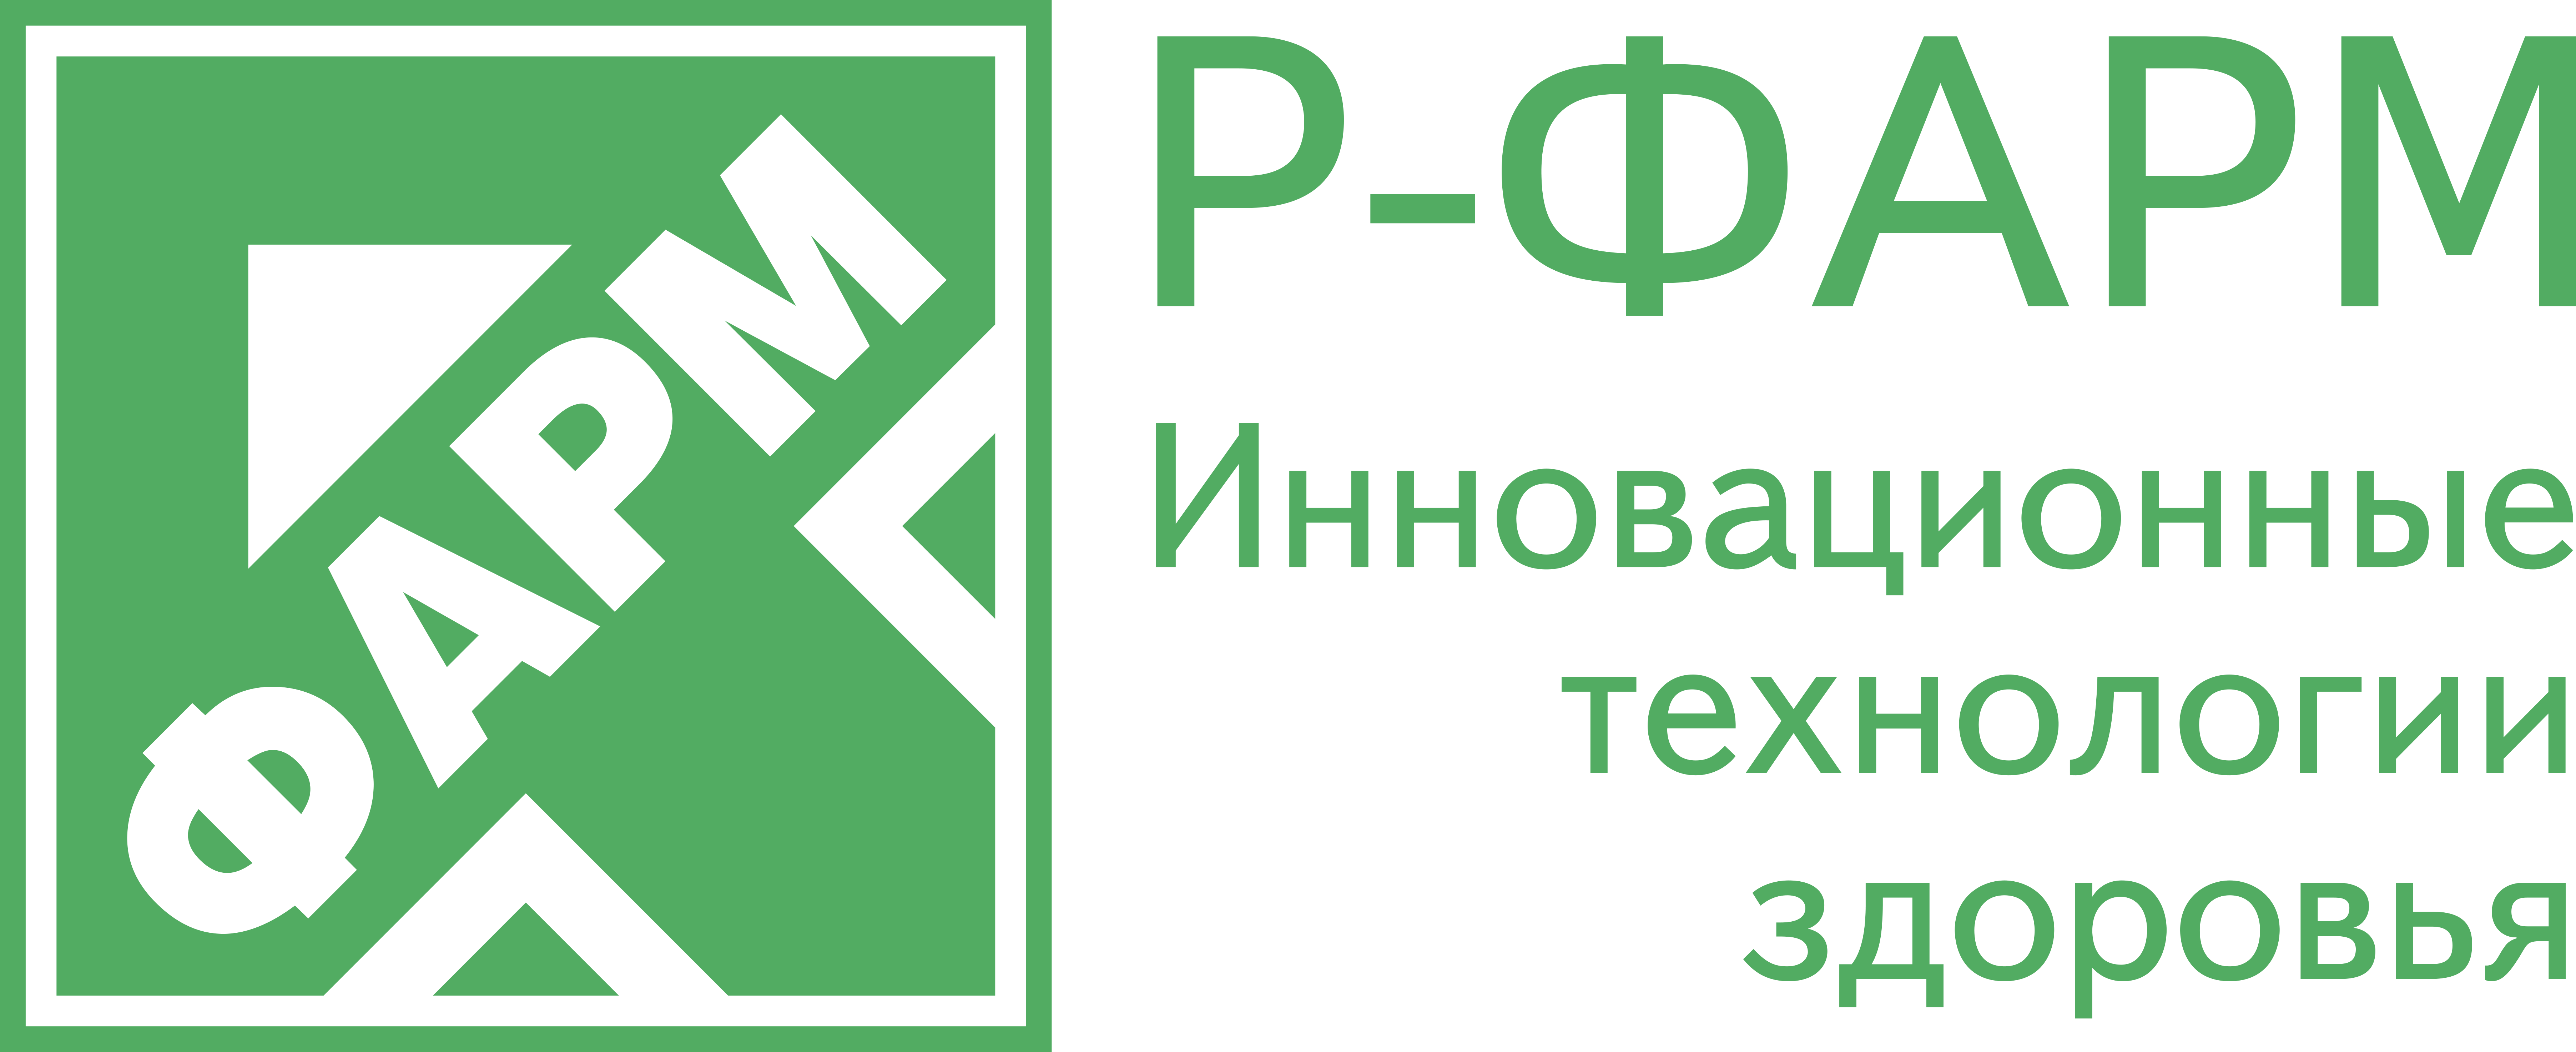 ФАРМ
Р-ФАРМ
Инновационные
технологии
здоровья